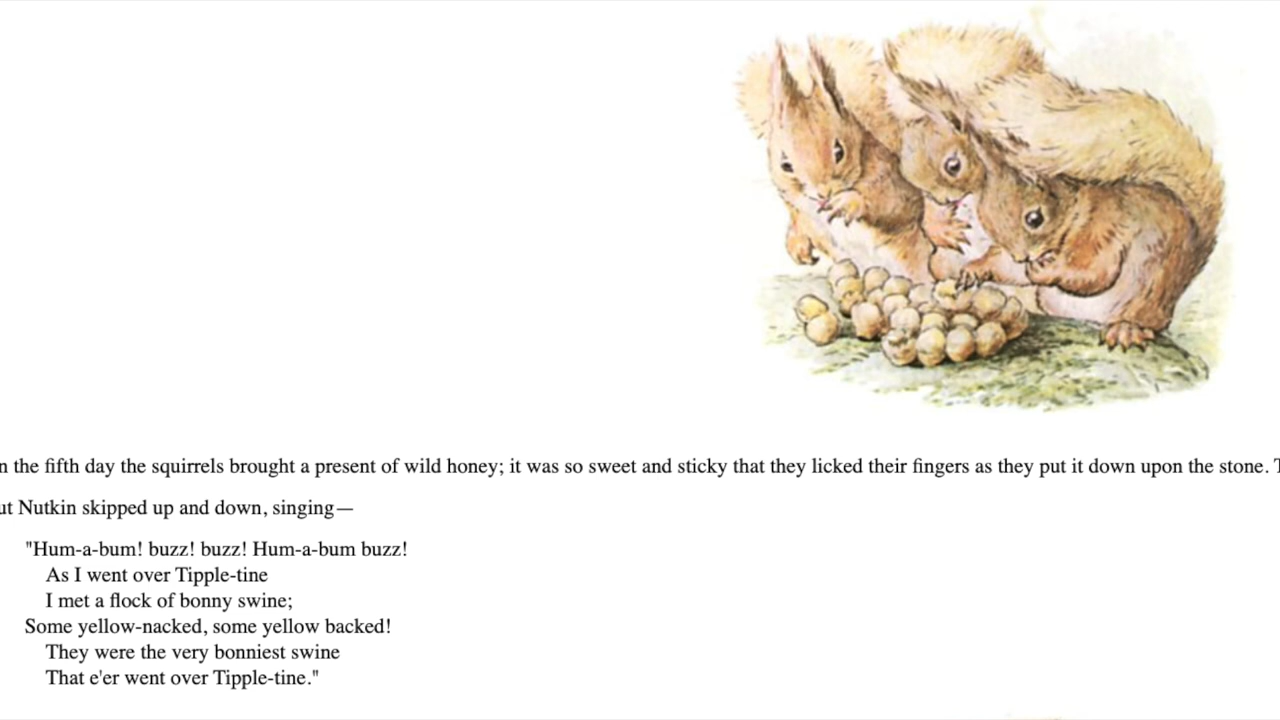 n the fifth day the squirrels brought a present of wild honey; it was so sweet and sticky that they licked their fingers as they put it down upon the stone. T
ut Nutkin skipped up and down, singing—
"Hum-a-bum! buzz! buzz! Hum-a-bum buzz!
As I went over Tipple-tine
I met a flock of bonny swine;
Some yellow-nacked, some yellow backed!
They were the very bonniest swine
That e'er went over Tipple-tine."